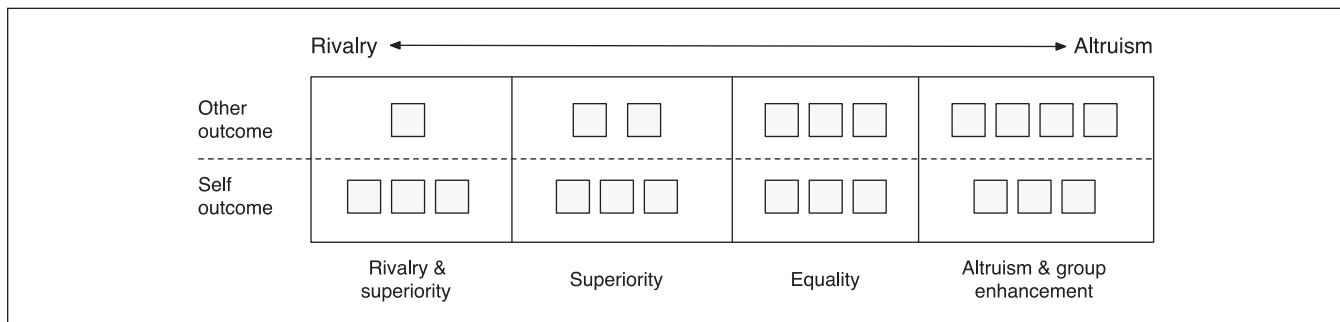 Rivalry
Altruism
Other
outcome
Self
outcome
Rivalry &
superiority
Superiority
Equality
Altruism & group
enhancement